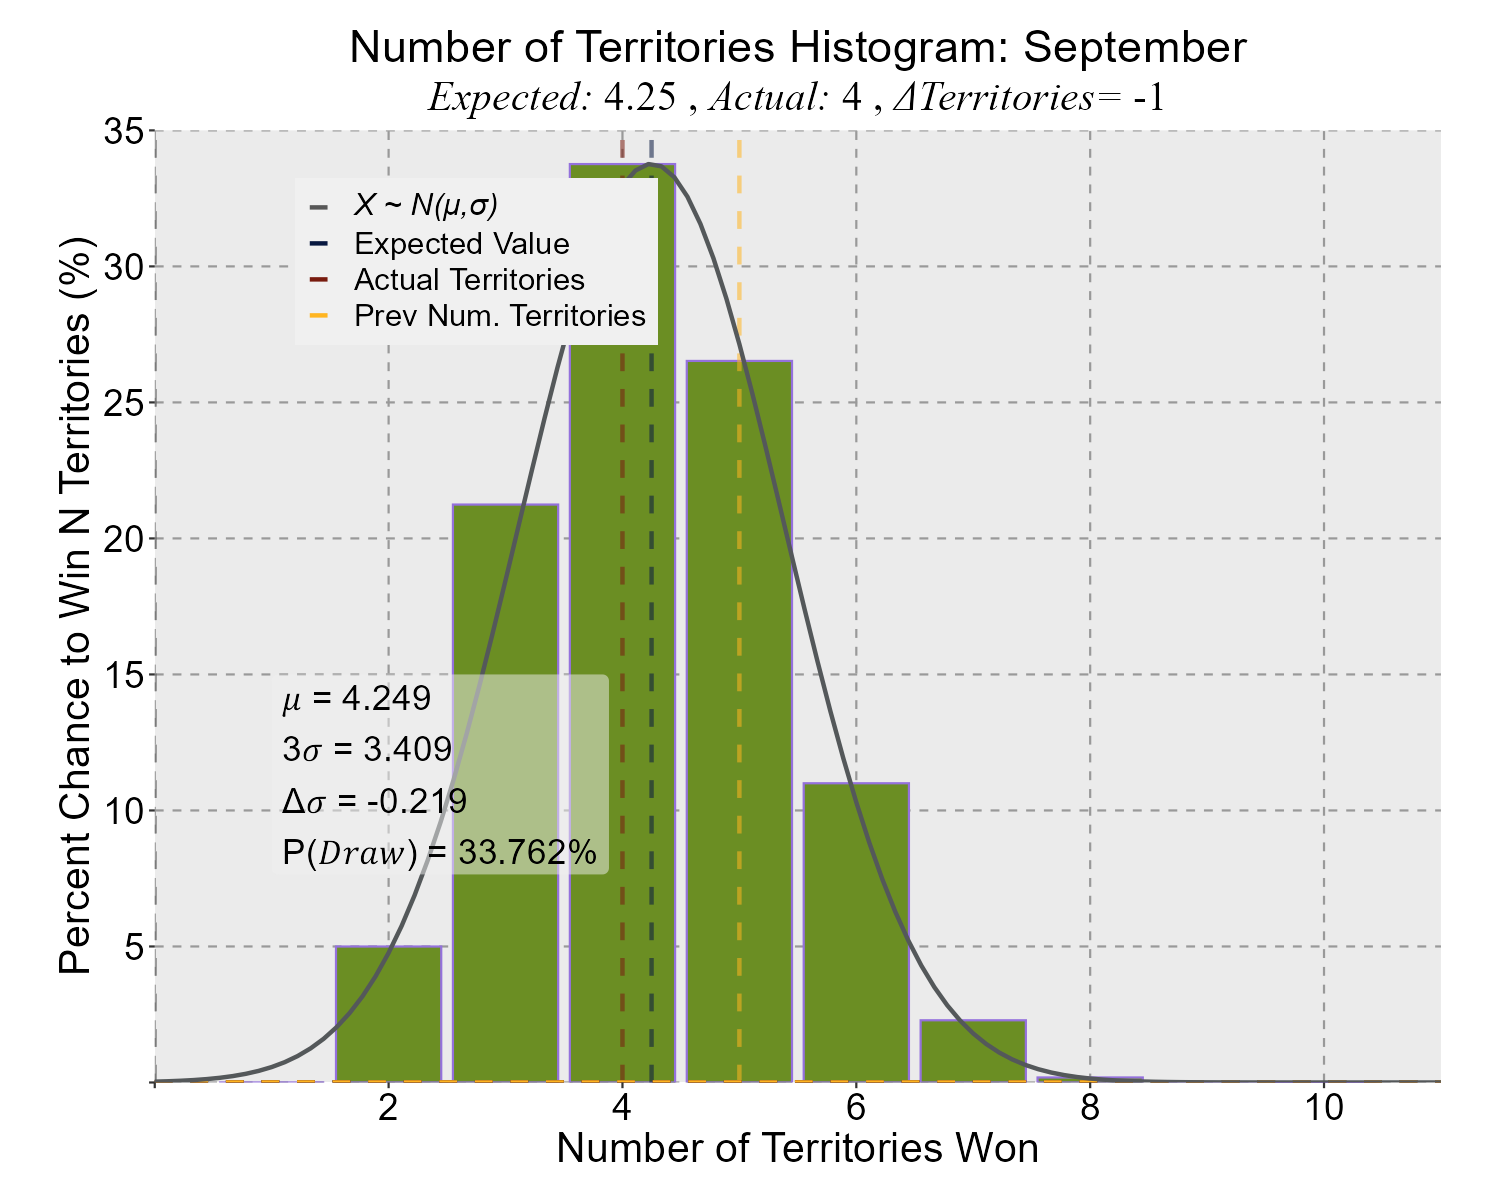 Number of Territories Histogram: September
Expected: 4.25 , Actual: 4 , ΔTerritories= -1
Percent Chance to Win N Territories (%)
35
30
25
20
15
10
5
X ~ N(μ,σ)
Expected Value
Actual Territories
Prev Num. Territories
μ = 4.249
3σ = 3.409
Δσ = -0.219
P(Draw) = 33.762%
2 4 6 8 10
Number of Territories Won